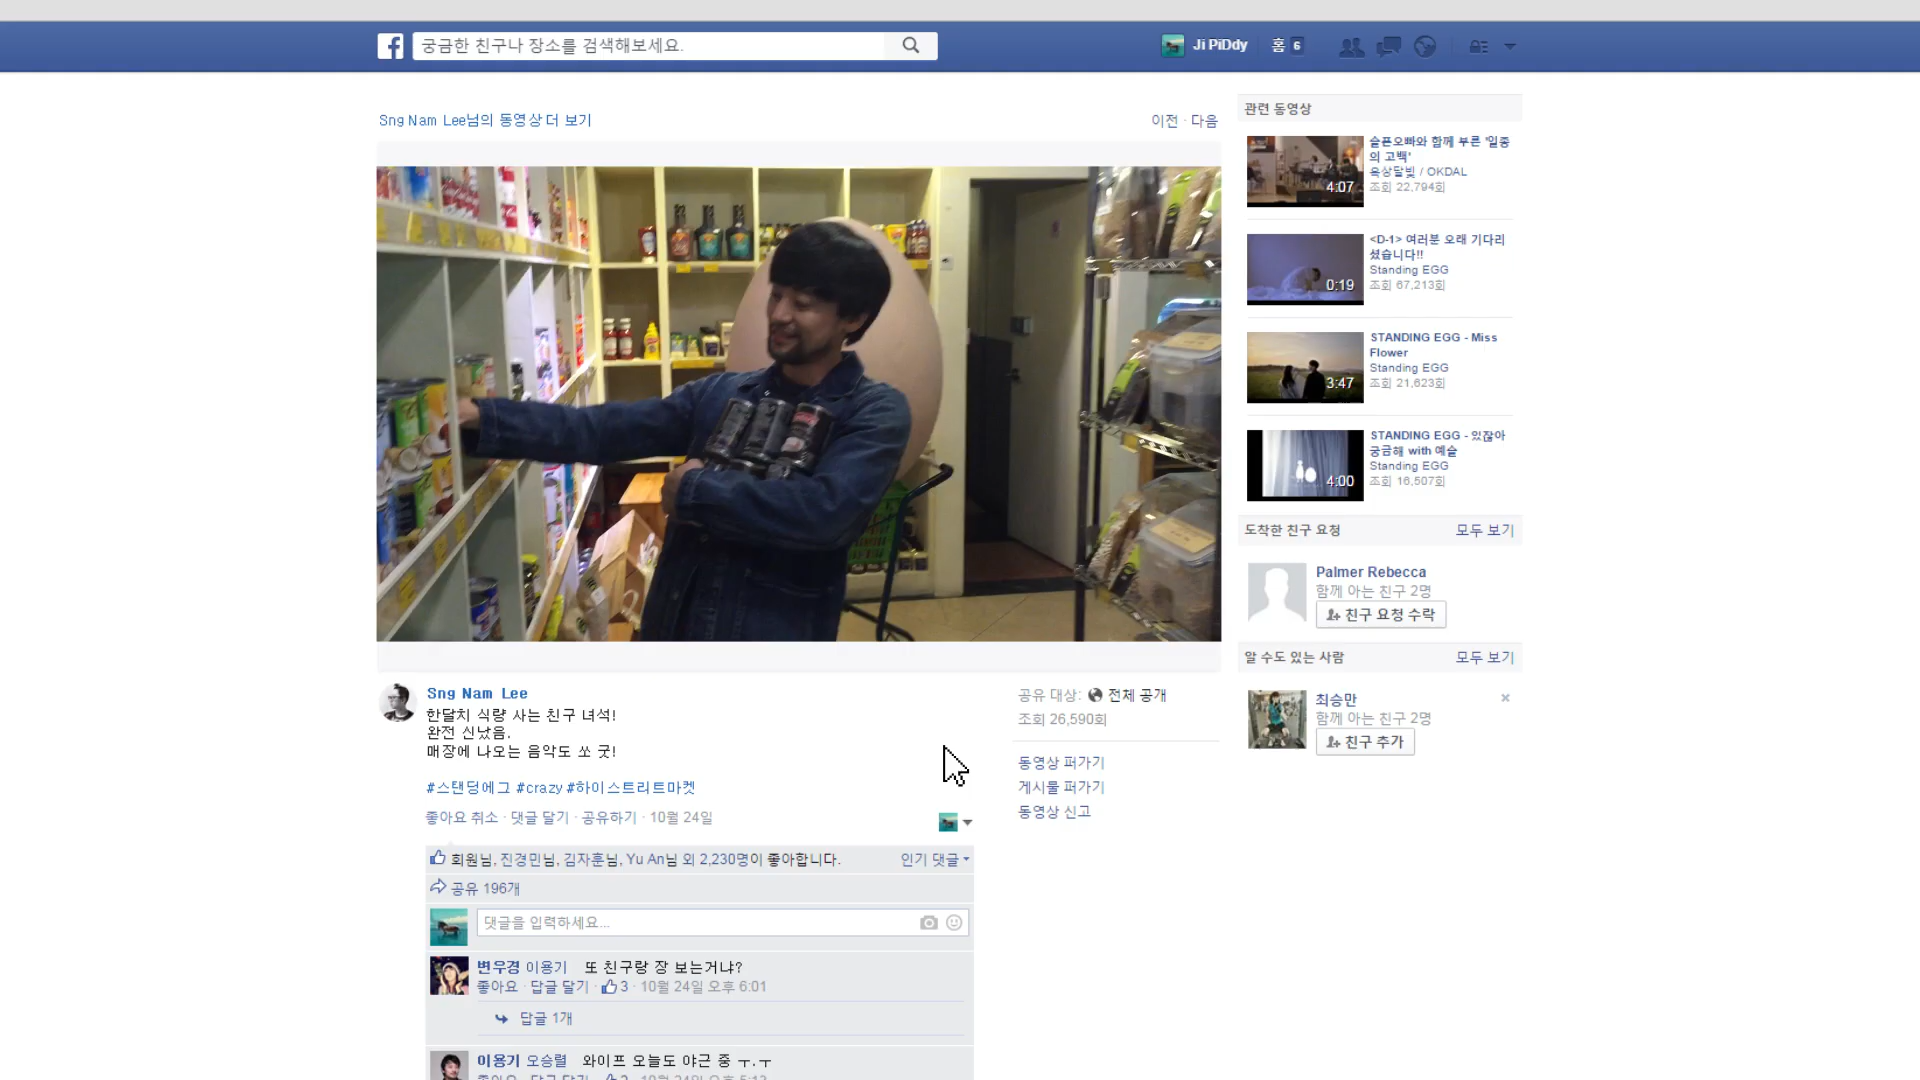 궁금한 친구나 장소를 검색해보세요.
Ji PiDdy
홈 6
Sng Nam Lee님의 동영상 더 보기
이전 · 다음
관련 동영상
슬픈오빠와 함께 부른 '일종의 고백'
옥상달빛 / OKDAL
조회 22,794회
4:07
<D-1> 여러분 오래 기다리셨습니다!!
Standing EGG
조회 67,213회
0:19
STANDING EGG - Miss Flower
Standing EGG
조회 21,623회
3:47
STANDING EGG - 있잖아 궁금해 with 예슬
Standing EGG
조회 16,507회
4:00
도착한 친구 요청 모두 보기
Palmer Rebecca
함께 아는 친구 2명
친구 요청 수락
알 수도 있는 사람 모두 보기
최승만
함께 아는 친구 2명
친구 추가
Sng Nam Lee
한달치 식량 사는 친구 녀석!
완전 신났음.
매장에 나오는 음악도 쏘 굿!
#스탠딩에그 #crazy #하이스트리트마켓
좋아요 취소 · 댓글 달기 · 공유하기 · 10월 24일
공유 대상: 전체 공개
조회 26,590회
동영상 퍼가기
게시물 퍼가기
동영상 신고
회원님, 진경민님, 김자훈님, Yu An님 외 2,230명이 좋아합니다.
인기 댓글
공유 196개
댓글을 입력하세요...
변우경 이용기 또 친구랑 장 보는거냐?
좋아요 · 답글 달기 · 3 · 10월 24일 오후 6:01
답글 1개
이용기 오승렬 와이프 오늘도 야근 중 ㅜ.ㅜ